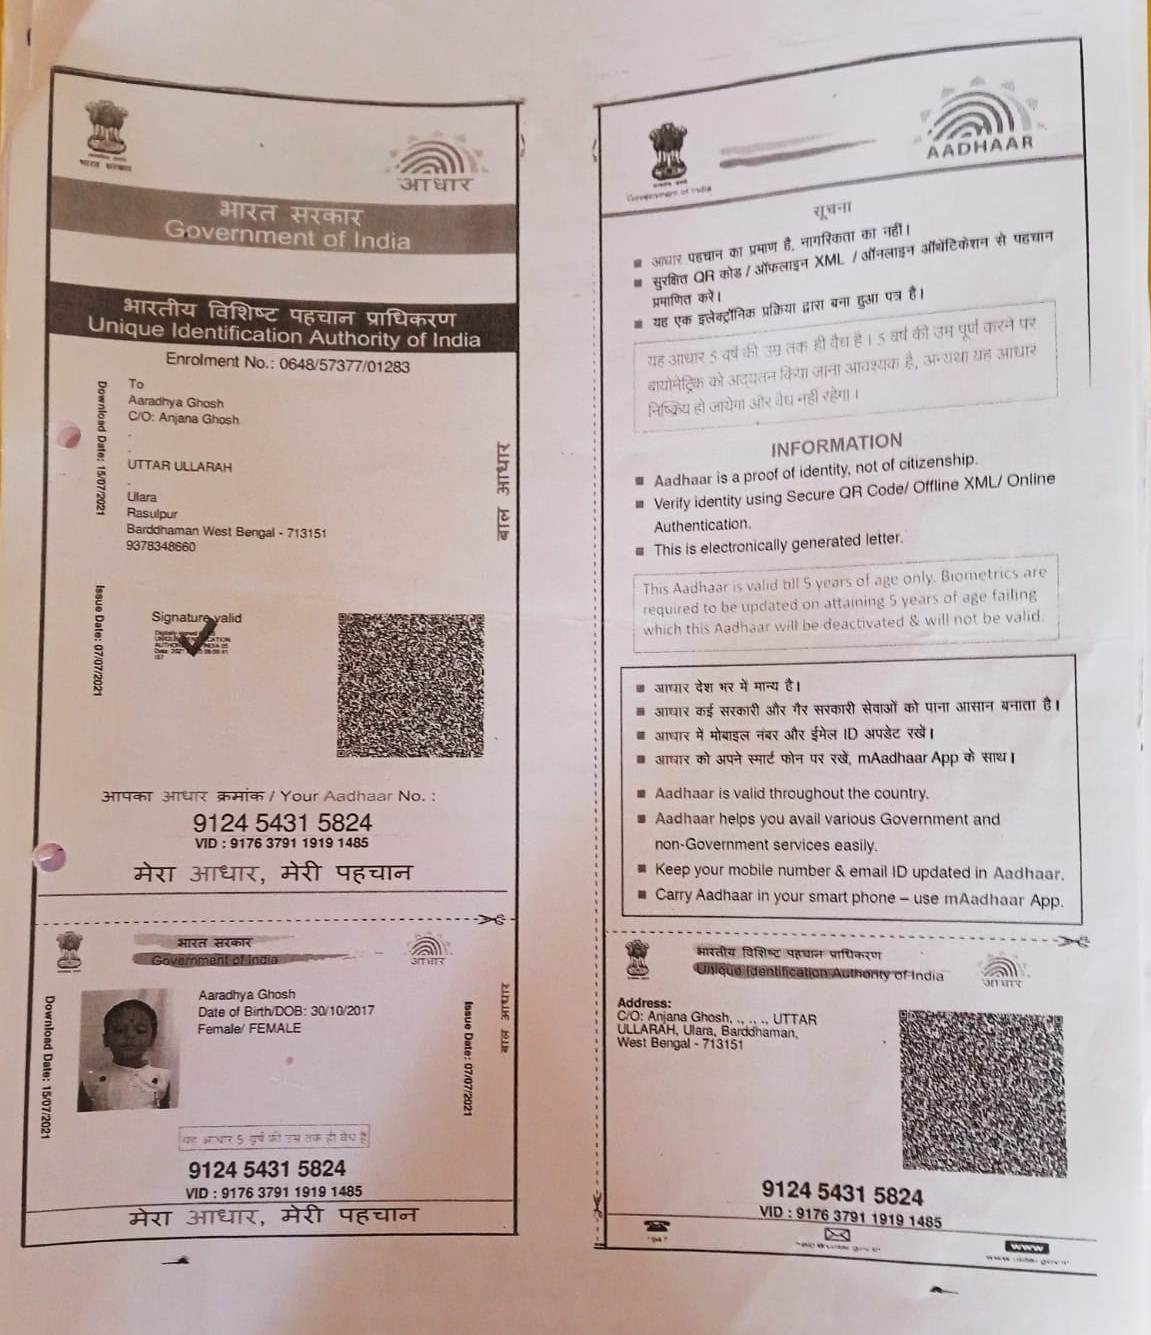 भारत सरकार
आधार
भारत सरकार
Government of India
भारतीय विशिष्ट पहचान प्राधिकरण
Unique Identification Authority of India
Enrolment No.: 0648/57377/01283
To
Aaradhya Ghosh
C/O: Anjana Ghosh
.
UTTAR ULLARAH
.
Ulara
Rasulpur
Barddhaman West Bengal - 713151
9378348660
Download Date: 15/07/2021
Issue Date: 07/07/2021
बाल आधार
Signature valid
आपका आधार क्रमांक / Your Aadhaar No. :
9124 5431 5824
VID : 9176 3791 1919 1485
मेरा आधार, मेरी पहचान
भारत सरकार
Government of India
आधार
Download Date: 15/07/2021
Aaradhya Ghosh
Date of Birth/DOB: 30/10/2017
Female/ FEMALE
Issue Date: 07/07/2021
बाल आधार
यह आधार 5 वर्ष की उम्र तक ही वैध है
9124 5431 5824
VID : 9176 3791 1919 1485
मेरा आधार, मेरी पहचान
Government of India
AADHAAR
सूचना
■ आधार पहचान का प्रमाण है, नागरिकता का नहीं।
■ सुरक्षित QR कोड / ऑफलाइन XML / ऑनलाइन ऑथेंटिकेशन से पहचान
प्रमाणित करें।
■ यह एक इलेक्ट्रॉनिक प्रक्रिया द्वारा बना हुआ पत्र है।
यह आधार 5 वर्ष की उम्र तक ही वैध है। 5 वर्ष की उम्र पूर्ण करने पर
बायोमेट्रिक को अद्यतन किया जाना आवश्यक है, अन्यथा यह आधार
निष्क्रिय हो जायेगा और वैध नहीं रहेगा।
INFORMATION
■ Aadhaar is a proof of identity, not of citizenship.
■ Verify identity using Secure QR Code/ Offline XML/ Online
Authentication.
■ This is electronically generated letter.
This Aadhaar is valid till 5 years of age only. Biometrics are
required to be updated on attaining 5 years of age failing
which this Aadhaar will be deactivated & will not be valid.
■ आधार देश भर में मान्य है।
■ आधार कई सरकारी और गैर सरकारी सेवाओं को पाना आसान बनाता है।
■ आधार में मोबाइल नंबर और ईमेल ID अपडेट रखें।
■ आधार को अपने स्मार्ट फोन पर रखें, mAadhaar App के साथ।
■ Aadhaar is valid throughout the country.
■ Aadhaar helps you avail various Government and
non-Government services easily.
■ Keep your mobile number & email ID updated in Aadhaar.
■ Carry Aadhaar in your smart phone – use mAadhaar App.
भारतीय विशिष्ट पहचान प्राधिकरण
Unique Identification Authority of India
आधार
Address:
C/O: Anjana Ghosh, ., ., ., UTTAR
ULLARAH, Ulara, Barddhaman,
West Bengal - 713151
9124 5431 5824
VID : 9176 3791 1919 1485
www